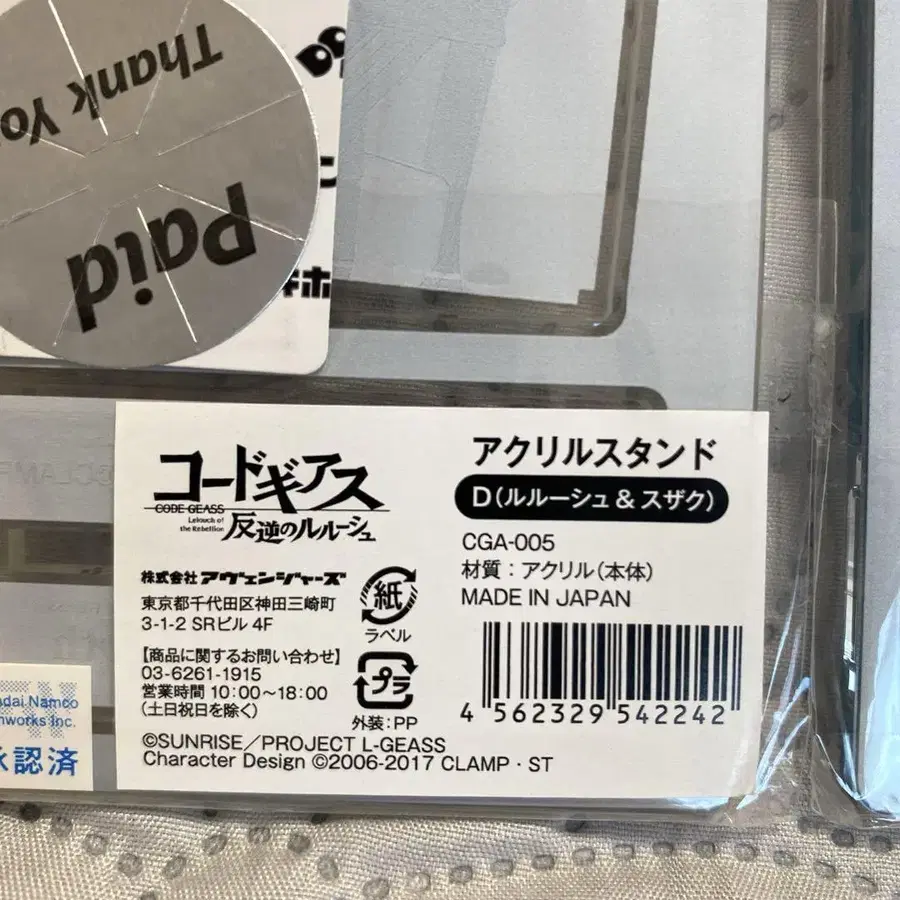 Thank You
Paid
キホ
コードギアス
CODE GEASS
Lelouch of
the Rebellion
反逆のルルーシュ
株式会社アヴェンジャーズ
東京都千代田区神田三崎町
3-1-2 SRビル 4F
【商品に関するお問い合わせ】
03-6261-1915
営業時間 10:00～18:00
(土日祝日を除く)
紙
ラベル
プラ
外装:PP
アクリルスタンド
D(ルルーシュ＆スザク)
CGA-005
材質：アクリル(本体)
MADE IN JAPAN
4 562329 542242
©SUNRISE／PROJECT L-GEASS
Character Design ©2006-2017 CLAMP・ST
Namco
Inc.
承認済